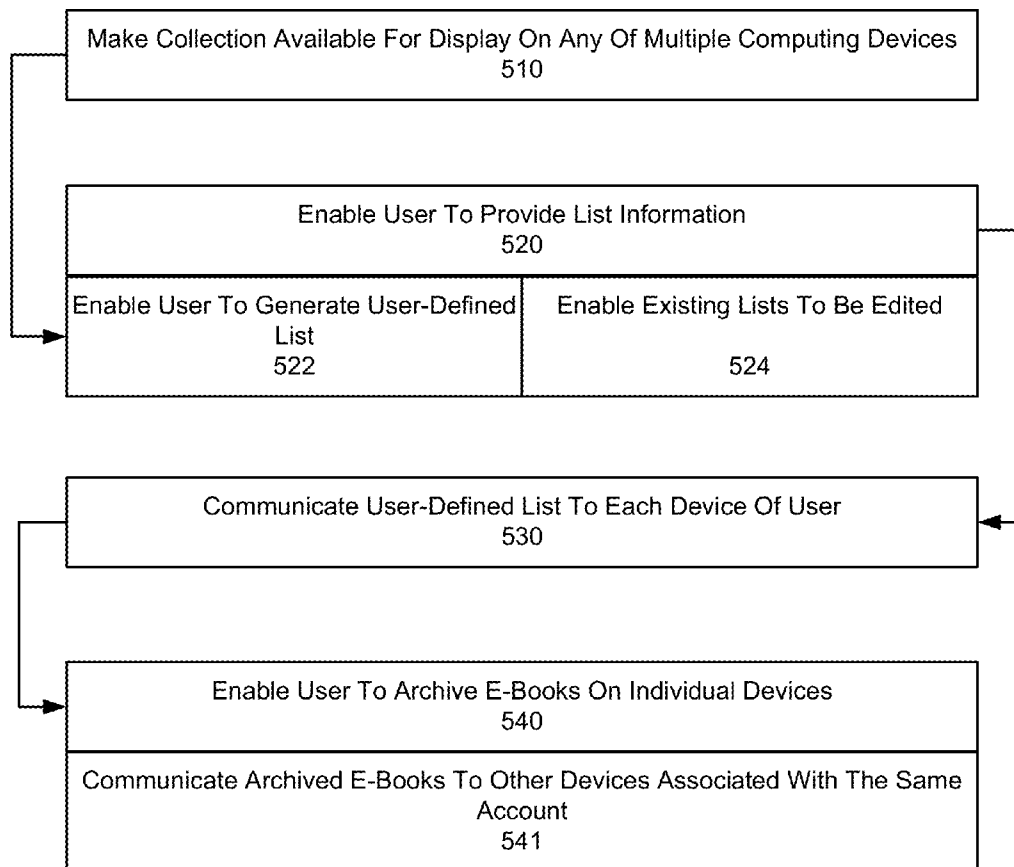 Make Collection Available For Display On Any Of Multiple Computing Devices
510
Enable User To Provide List Information
520
Enable User To Generate User-Defined
List
522
Enable Existing Lists To Be Edited
524
Communicate User-Defined List To Each Device Of User
530
Enable User To Archive E-Books On Individual Devices
540
Communicate Archived E-Books To Other Devices Associated With The Same
Account
541